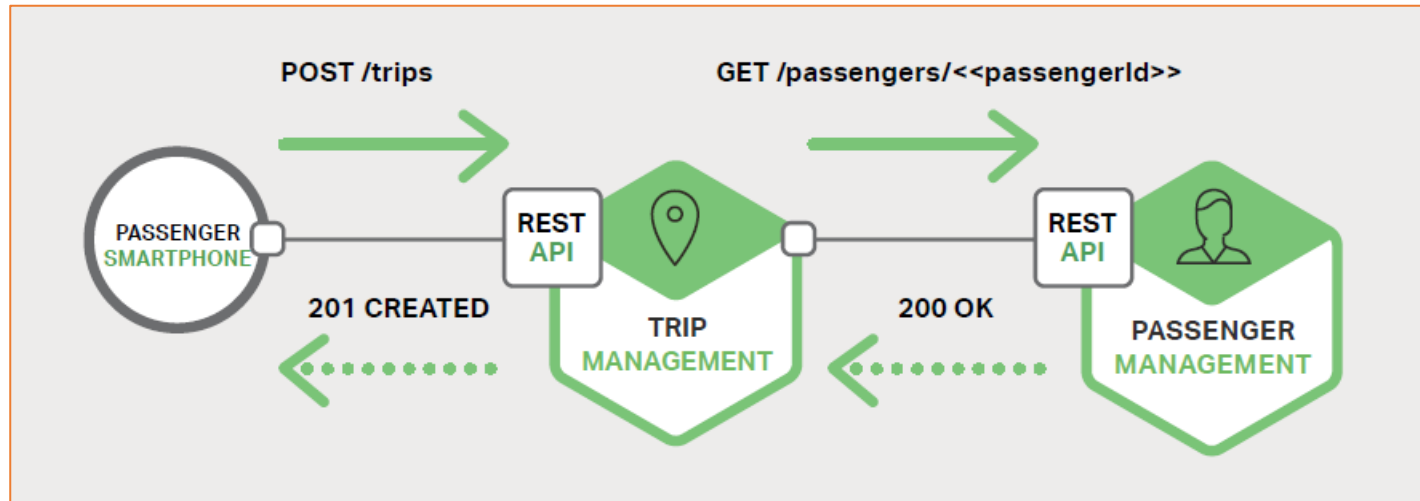 POST /trips
GET /passengers/<<passengerId>>
PASSENGER
SMARTPHONE
REST
API
REST
API
201 CREATED
200 OK
TRIP
MANAGEMENT
PASSENGER
MANAGEMENT